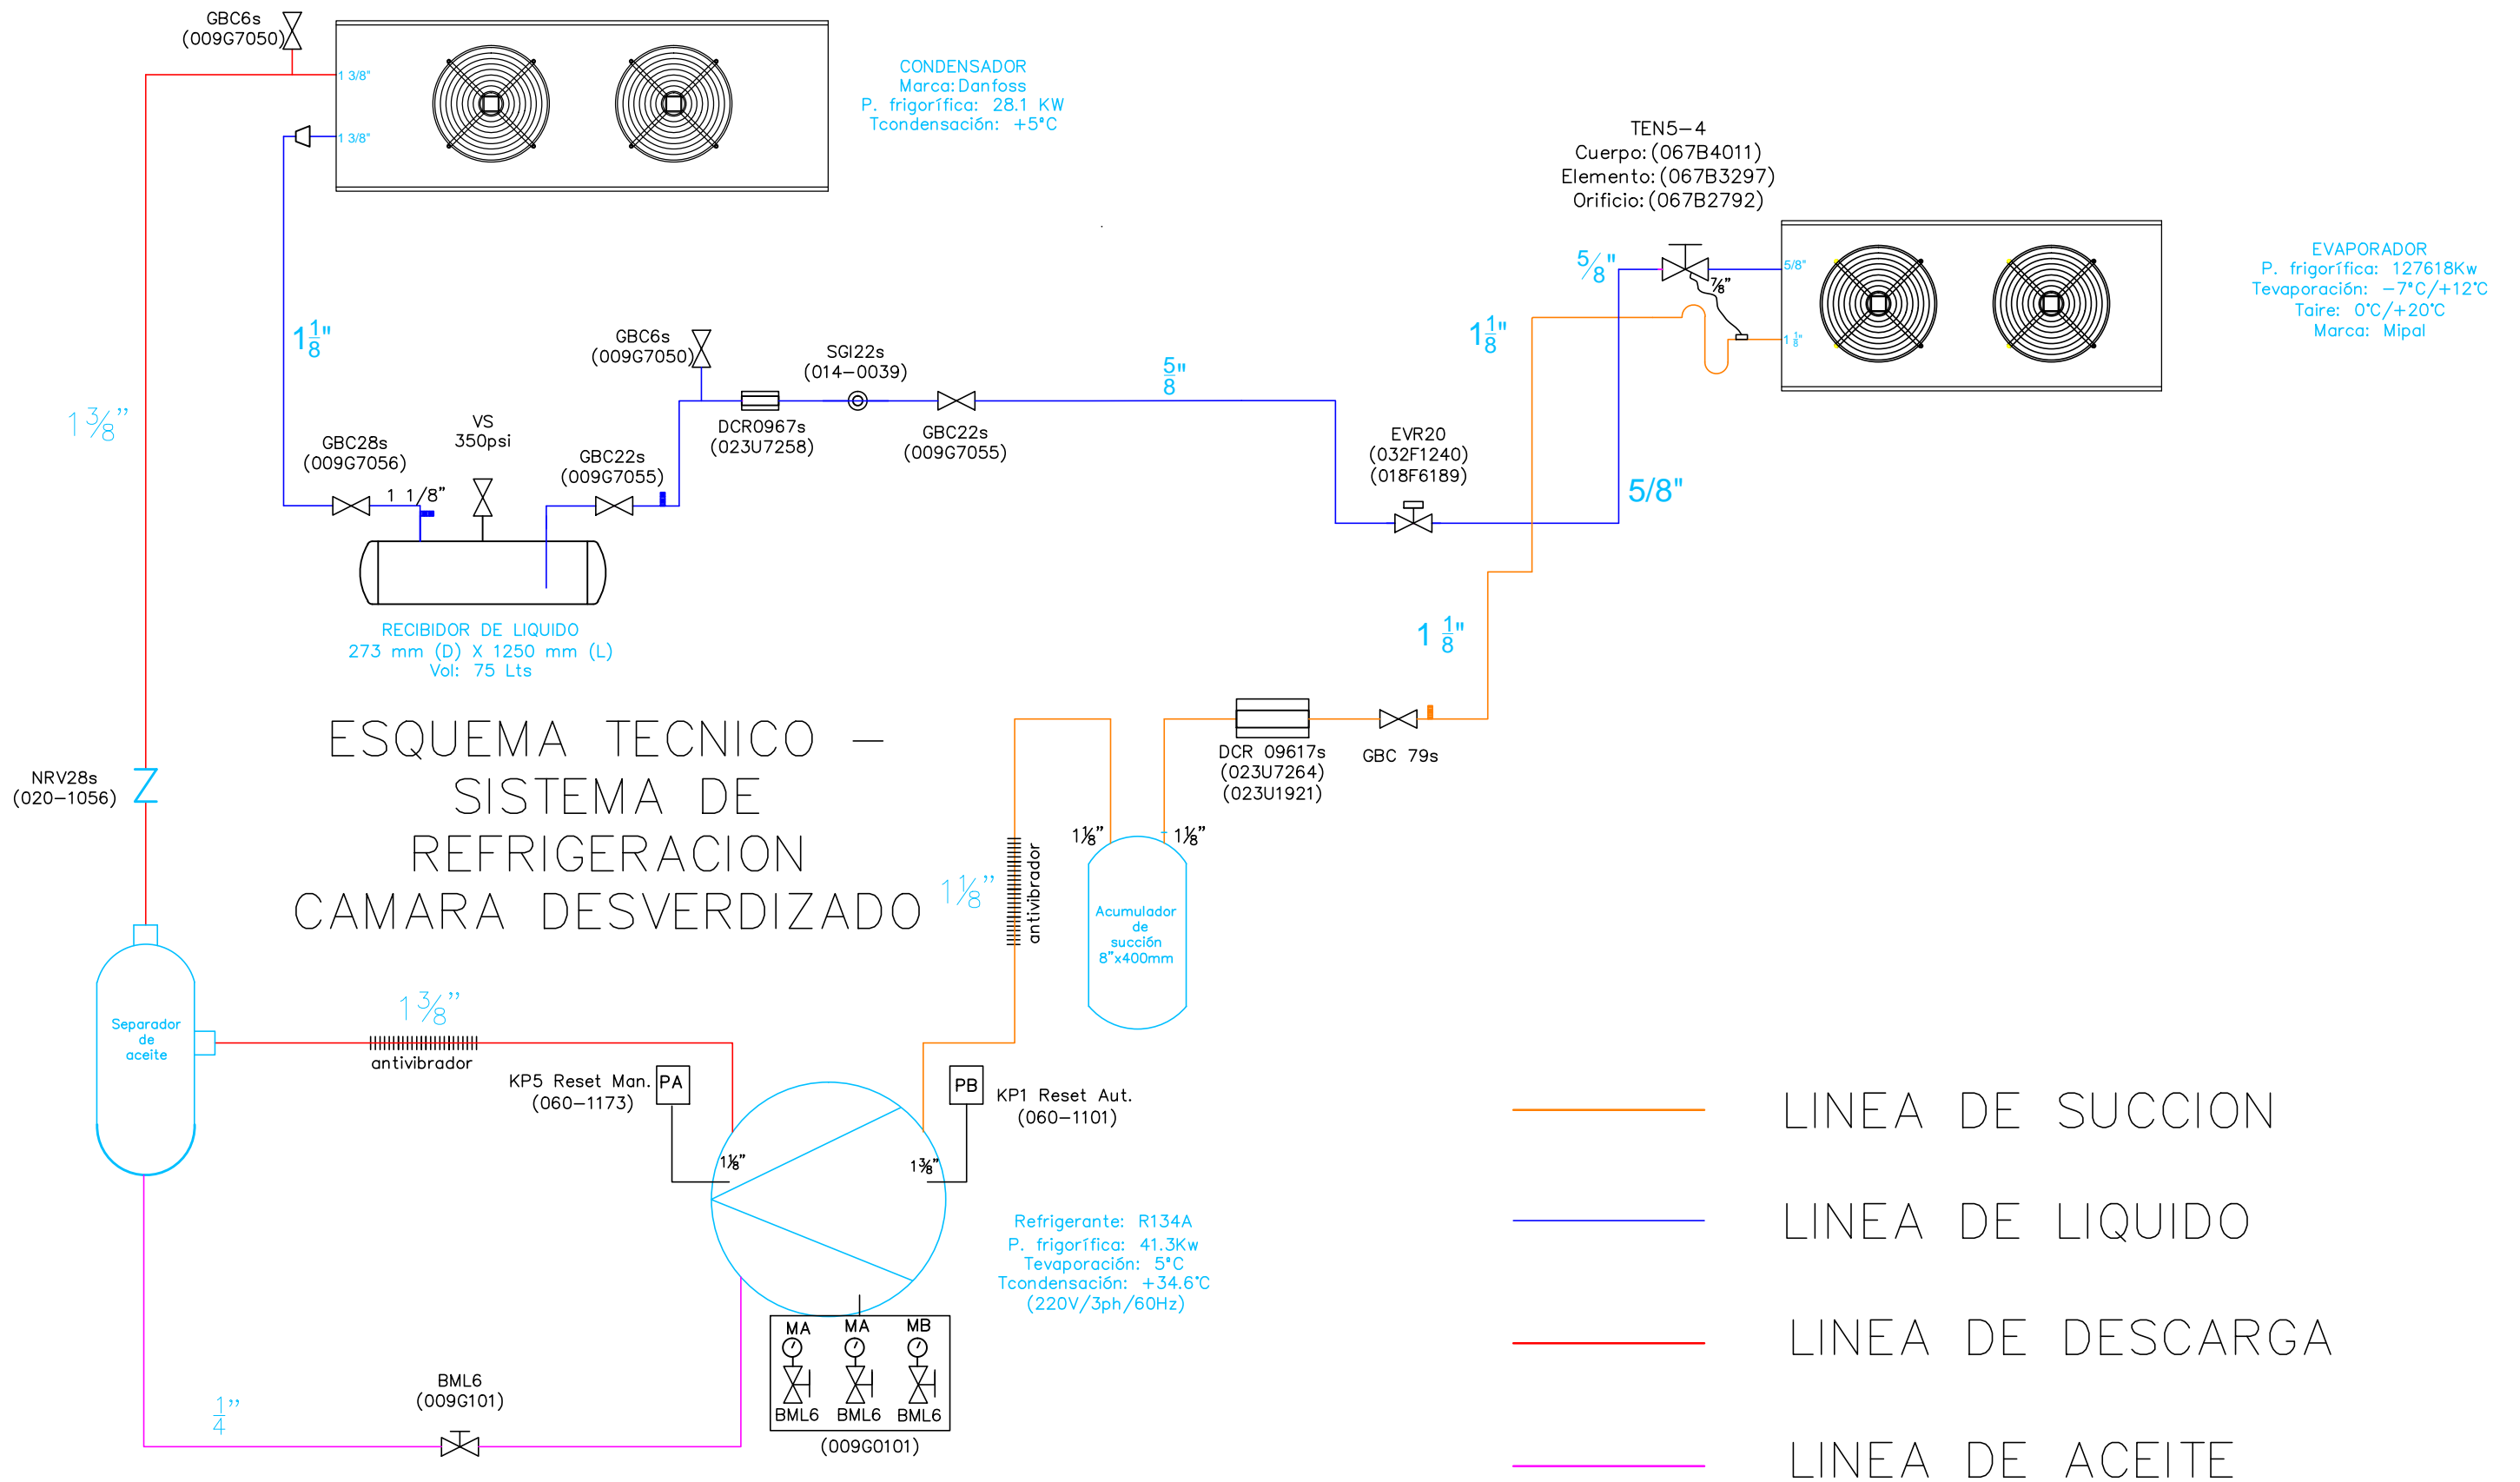 GBC6s
(009G7050)
1 3/8"
1 3/8"
CONDENSADOR
Marca: Danfoss
P. frigorífica: 28.1 KW
Tcondensación: +5°C
TEN5-4
Cuerpo: (067B4011)
Elemento: (067B3297)
Orificio: (067B2792)
5/8"
7/8"
5/8"
1 1/8"
EVAPORADOR
P. frigorífica: 127618Kw
Tevaporación: -7°C/+12°C
Taire: 0°C/+20°C
Marca: Mipal
1 1/8"
1 1/8"
1 3/8"
GBC6s
(009G7050)
SGI22s
(014-0039)
5/8"
DCR0967s
(023U7258)
GBC22s
(009G7055)
VS
350psi
GBC28s
(009G7056)
1 1/8"
GBC22s
(009G7055)
EVR20
(032F1240)
(018F6189)
5/8"
RECIBIDOR DE LIQUIDO
273 mm (D) X 1250 mm (L)
Vol: 75 Lts
1 1/8"
ESQUEMA TECNICO -
SISTEMA DE
REFRIGERACION
CAMARA DESVERDIZADO
NRV28s
(020-1056)
DCR 09617s
(023U7264)
(023U1921)
GBC 79s
1 1/8"
1 1/8"
1 1/8"
antivibrador
Acumulador
de
succión
8"x400mm
Separador
de
aceite
1 3/8"
antivibrador
KP5 Reset Man.
(060-1173)
PA
PB
KP1 Reset Aut.
(060-1101)
1 1/8"
1 3/8"
Refrigerante: R134A
P. frigorífica: 41.3Kw
Tevaporación: 5°C
Tcondensación: +34.6°C
(220V/3ph/60Hz)
MA MA MB
BML6 BML6 BML6
(009G0101)
BML6
(009G101)
1/4"
LINEA DE SUCCION
LINEA DE LIQUIDO
LINEA DE DESCARGA
LINEA DE ACEITE